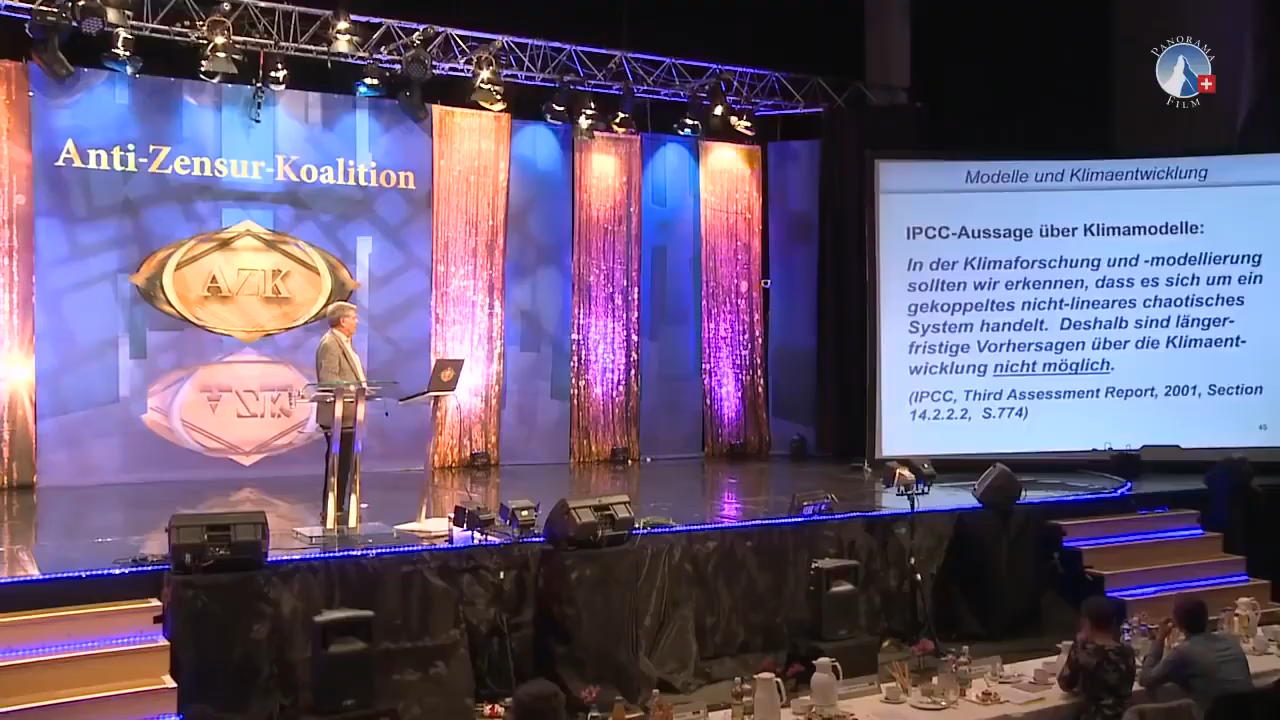 PANORAMA
FILM
Anti-Zensur-Koalition
AZK
Modelle und Klimaentwicklung
IPCC-Aussage über Klimamodelle:
In der Klimaforschung und -modellierung
sollten wir erkennen, dass es sich um ein
gekoppeltes nicht-lineares chaotisches
System handelt. Deshalb sind länger-
fristige Vorhersagen über die Klimaent-
wicklung nicht möglich.
(IPCC, Third Assessment Report, 2001, Section
14.2.2.2, S.774)
45